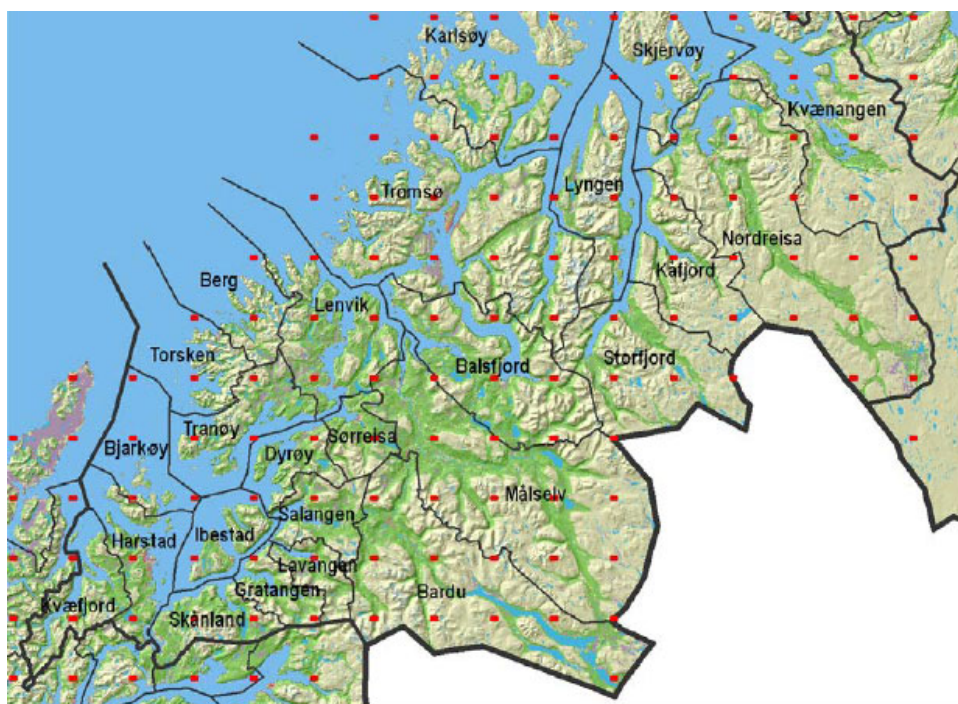 Karlsøy
Skjervøy
Kvænangen
Tromsø
Lyngen
Nordreisa
Berg
Kåfjord
Lenvik
Torsken
Balsfjord
Storfjord
Tranøy
Sørreisa
Bjarkøy
Dyrøy
Målselv
Salangen
Harstad
Ibestad
Lavangen
Gratangen
Bardu
Kvæfjord
Skånland